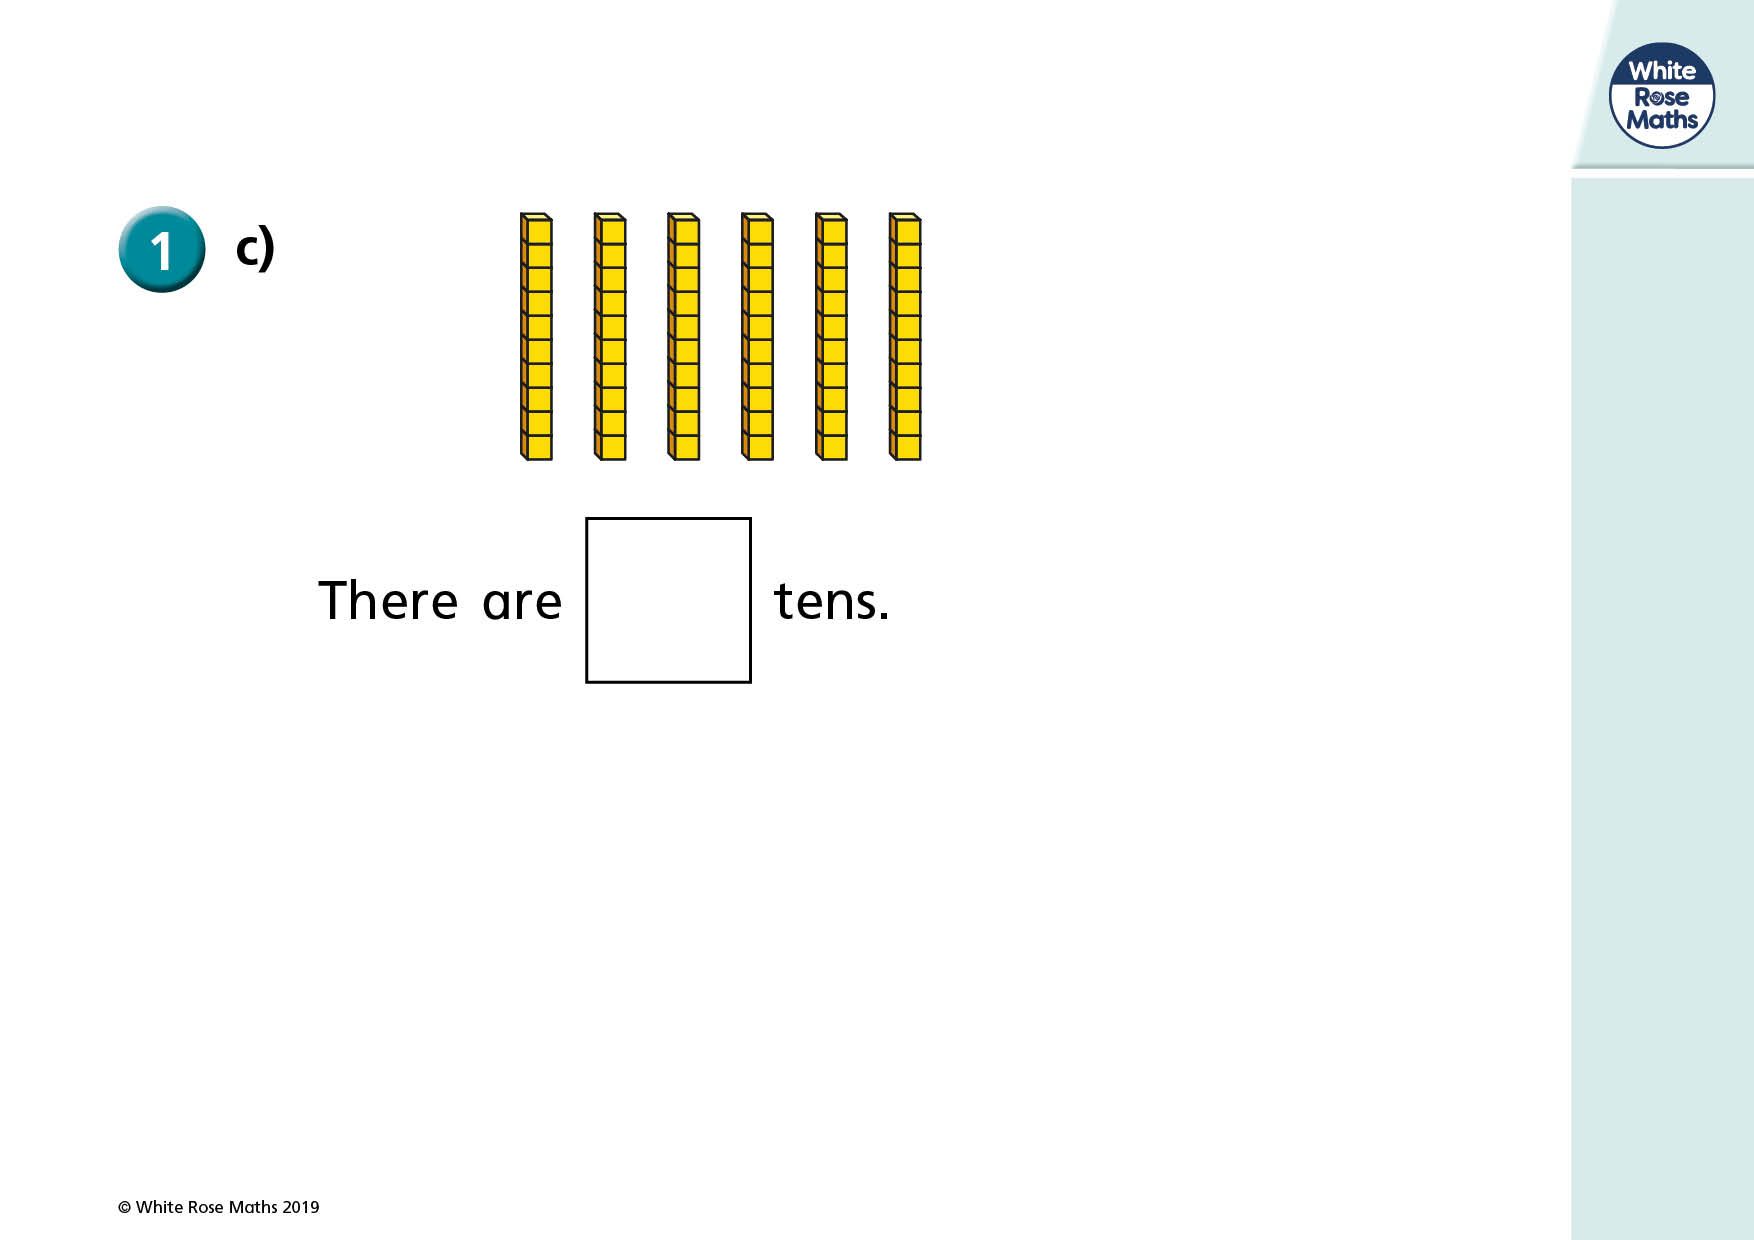 White
Rose
Maths
1 c)
There are tens.
© White Rose Maths 2019